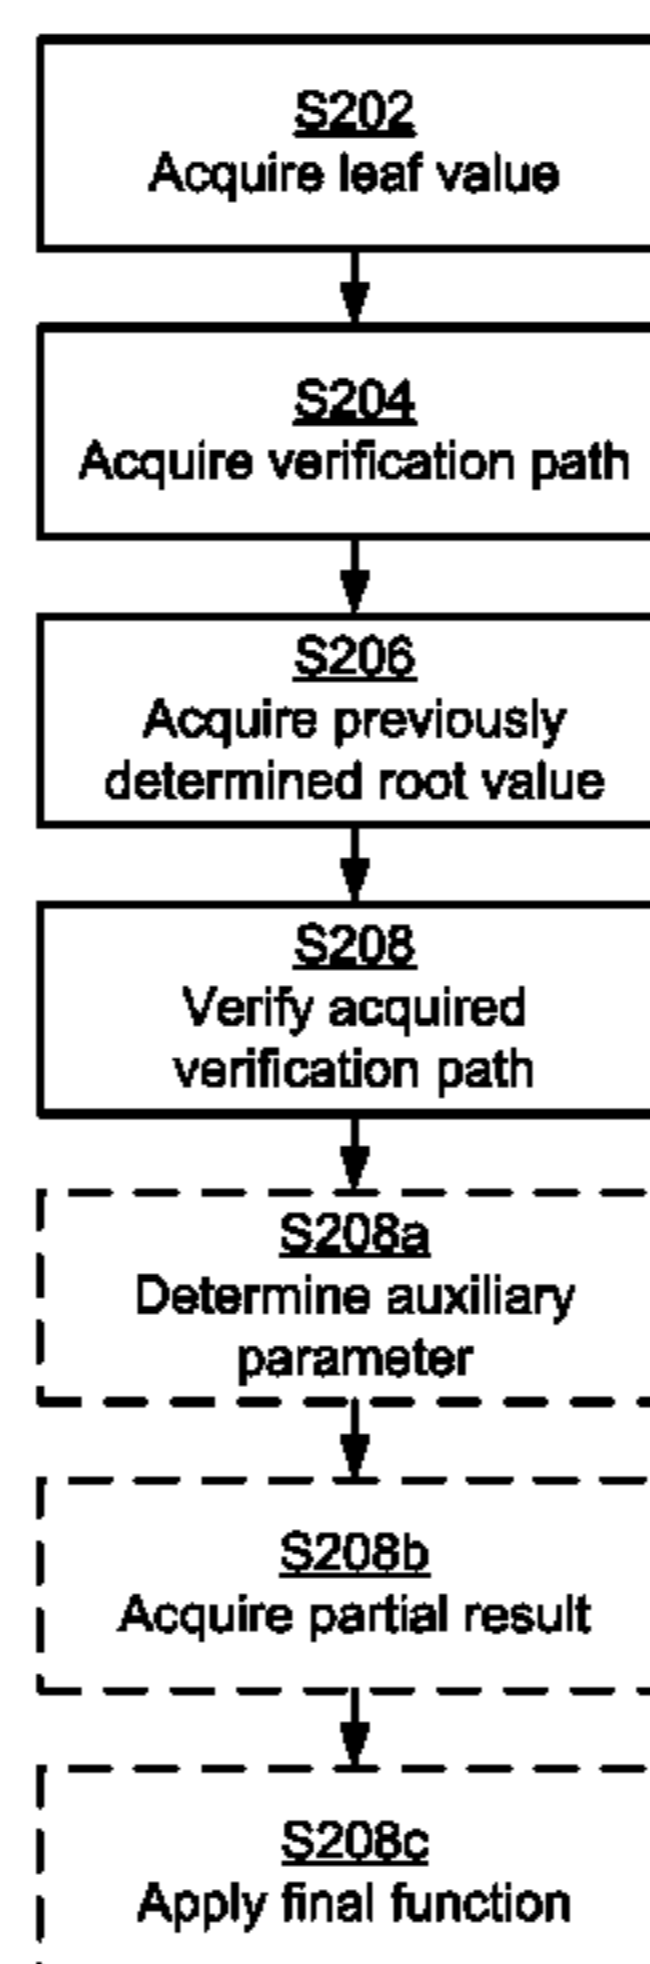 S202
Acquire leaf value
S204
Acquire verification path
S206
Acquire previously
determined root value
S208
Verify acquired
verification path
S208a
Determine auxiliary
parameter
S208b
Acquire partial result
S208c
Apply final function